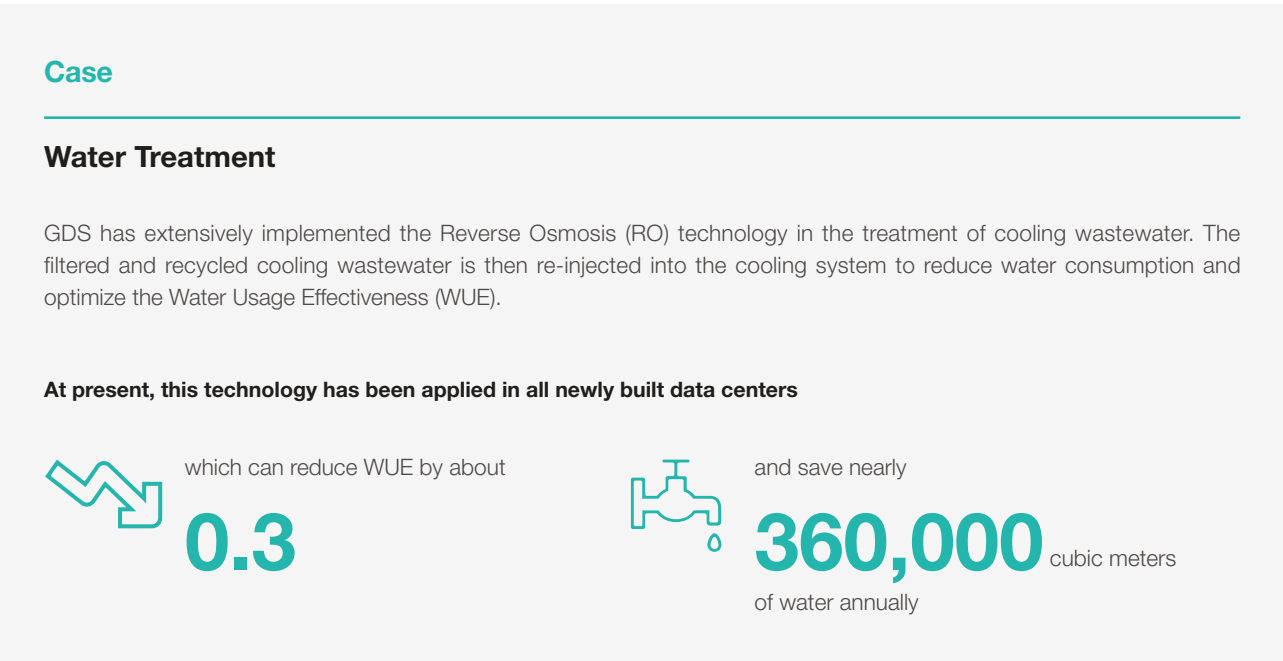 Case
Water Treatment
GDS has extensively implemented the Reverse Osmosis (RO) technology in the treatment of cooling wastewater. The
filtered and recycled cooling wastewater is then re-injected into the cooling system to reduce water consumption and
optimize the Water Usage Effectiveness (WUE).
At present, this technology has been applied in all newly built data centers
which can reduce WUE by about
0.3
and save nearly
360,000 cubic meters
of water annually